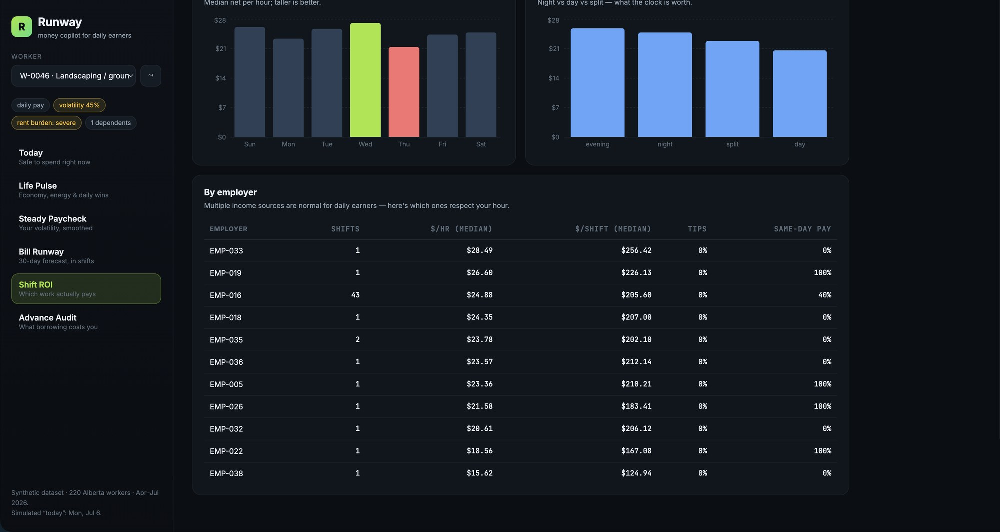 R
Runway
money copilot for daily earners
WORKER
W-0046 · Landscaping / groun
⤳
daily pay
volatility 45%
rent burden: severe
1 dependents
Today
Safe to spend right now
Life Pulse
Economy, energy & daily wins
Steady Paycheck
Your volatility, smoothed
Bill Runway
30-day forecast, in shifts
Shift ROI
Which work actually pays
Advance Audit
What borrowing costs you
Synthetic dataset · 220 Alberta workers · Apr–Jul
2026.
Simulated “today”: Mon, Jul 6.
Median net per hour; taller is better.
$28
$21
$14
$7
$0
Sun Mon Tue Wed Thu Fri Sat
Night vs day vs split — what the clock is worth.
$28
$21
$14
$7
$0
evening night split day
By employer
Multiple income sources are normal for daily earners — here's which ones respect your hour.
EMPLOYER SHIFTS $/HR (MEDIAN) $/SHIFT (MEDIAN) TIPS SAME-DAY PAY
EMP-033 1 $28.49 $256.42 0% 0%
EMP-019 1 $26.60 $226.13 0% 100%
EMP-016 43 $24.88 $205.60 0% 40%
EMP-018 1 $24.35 $207.00 0% 0%
EMP-035 2 $23.78 $202.10 0% 0%
EMP-036 1 $23.57 $212.14 0% 0%
EMP-005 1 $23.36 $210.21 0% 100%
EMP-026 1 $21.58 $183.41 0% 100%
EMP-032 1 $20.61 $206.12 0% 0%
EMP-022 1 $18.56 $167.08 0% 100%
EMP-038 1 $15.62 $124.94 0% 0%